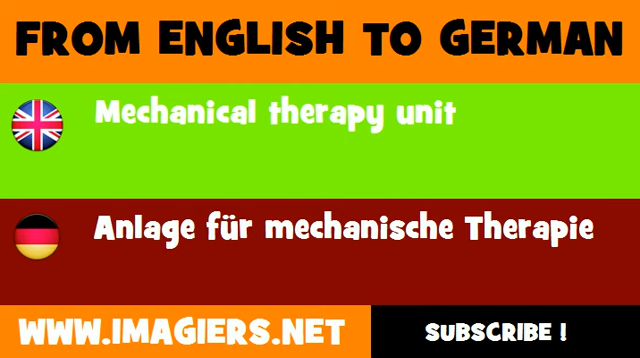 FROM ENGLISH TO GERMAN
Mechanical therapy unit
Anlage für mechanische Therapie
WWW.IMAGIERS.NET
SUBSCRIBE !